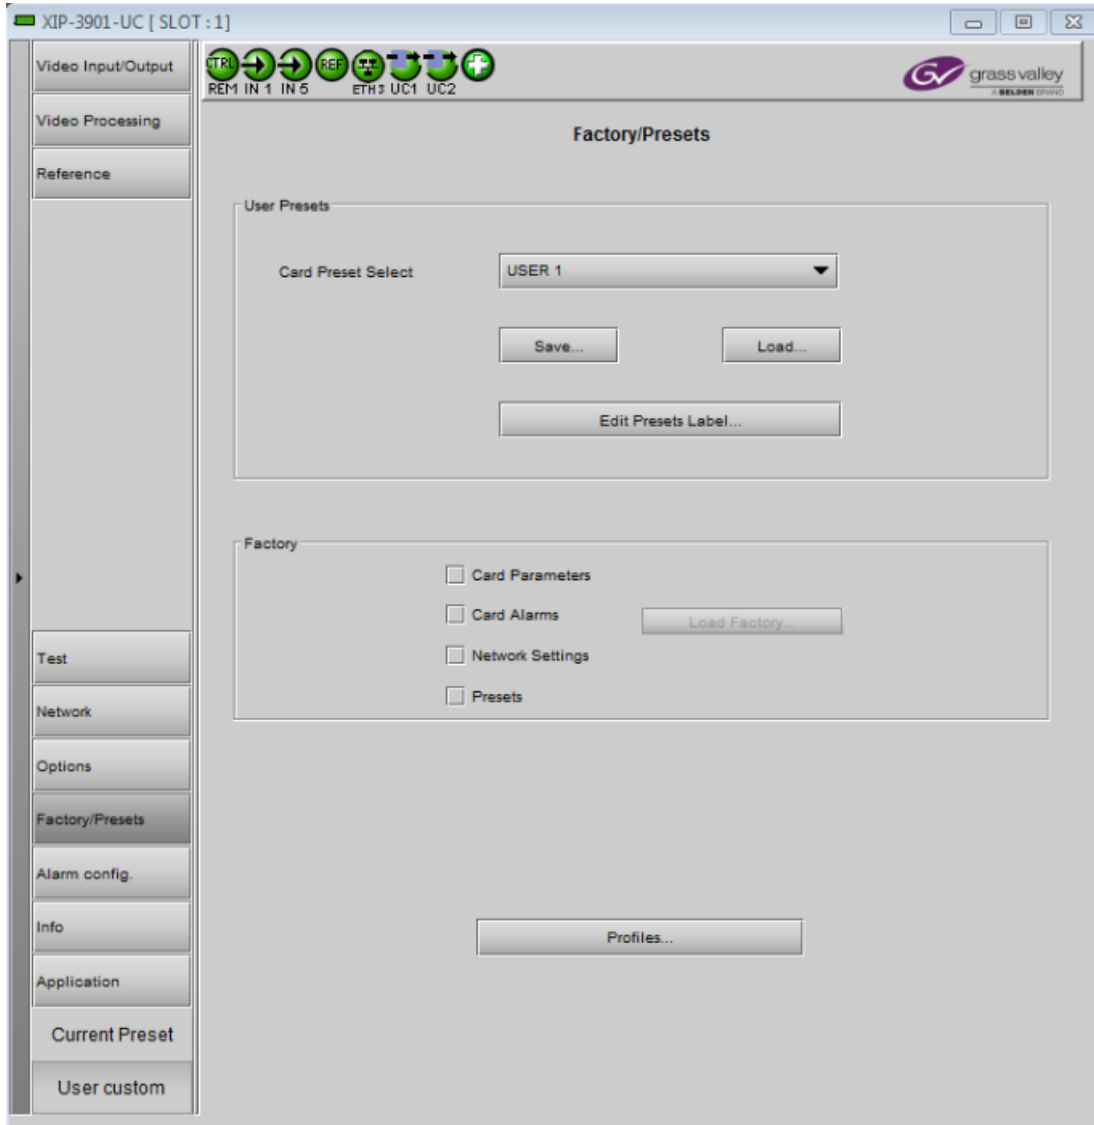 XIP-3901-UC [ SLOT : 1]
Video Input/Output
Video Processing
Reference
CTRL
REF
REM IN 1 IN 5 ETH 3 UC1 UC2
GV grass valley
A BELDEN BRAND
Factory/Presets
User Presets
Card Preset Select
USER 1
Save...
Load...
Edit Presets Label...
Factory
Card Parameters
Card Alarms
Load Factory...
Network Settings
Presets
Profiles...
Test
Network
Options
Factory/Presets
Alarm config.
Info
Application
Current Preset
User custom